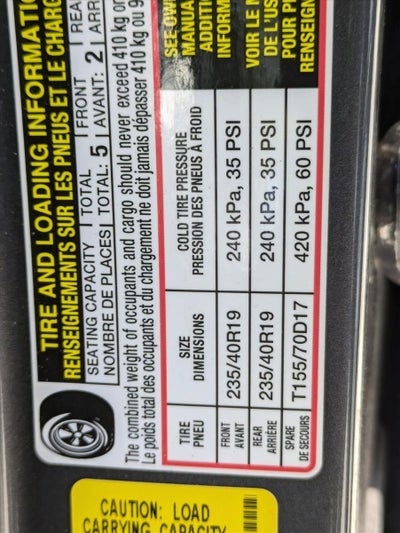 TIRE AND LOADING INFORMATI
RENSEIGNEMENTS SUR LES PNEUS ET LE CHARG
SEATING CAPACITY | TOTAL | FRONT | REA
NOMBRE DE PLACES | TOTAL: 5 | AVANT: 2 | ARR
The combined weight of occupants and cargo should never exceed 410 kg or
Le poids total des occupants et du chargement ne doit jamais dépasser 410 kg ou 9
TIRE SIZE COLD TIRE PRESSURE
PNEU DIMENSIONS PRESSION DES PNEUS À FROID
FRONT
AVANT 235/40R19 240 kPa, 35 PSI
REAR
ARRIÈRE 235/40R19 240 kPa, 35 PSI
SPARE
DE SECOURS T155/70D17 420 kPa, 60 PSI
SEE OWN
MANUA
ADDITI
INFORM
VOIR LE M
DE L'US
POUR P
RENSEIGN
CAUTION: LOAD
CARRYING CAPACITY